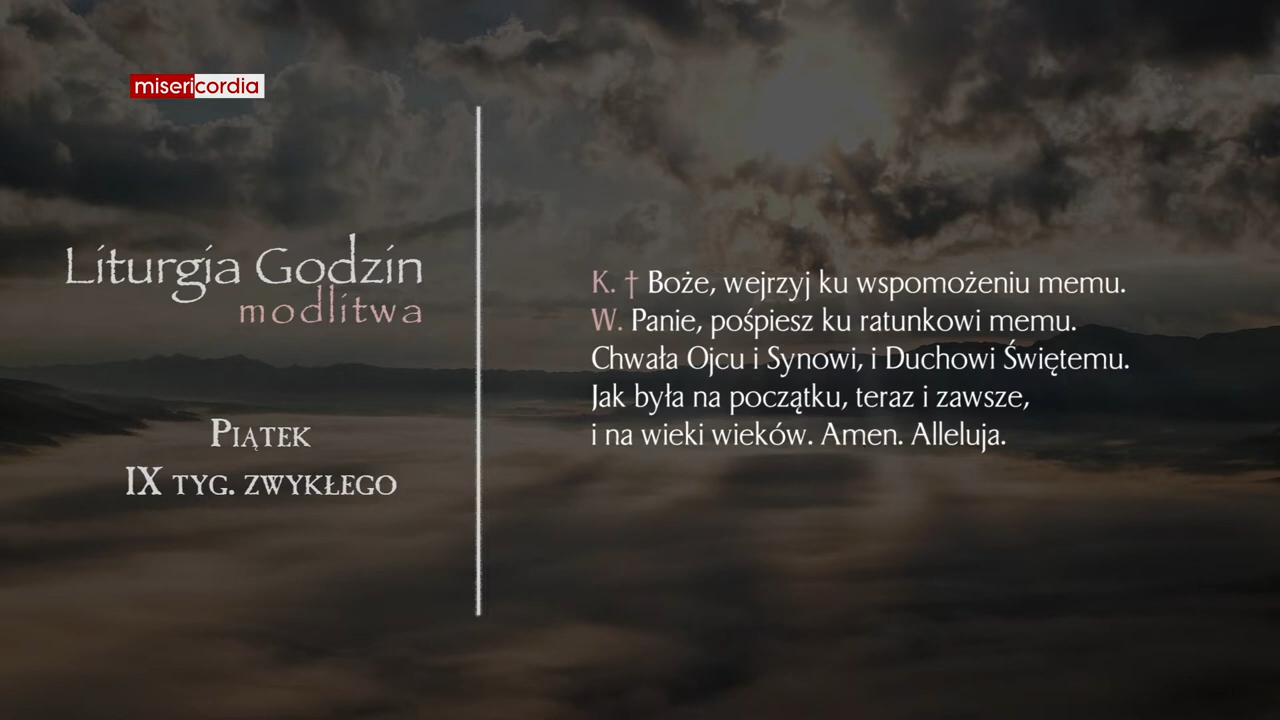 misericordia
Liturgia Godzin
modlitwa
Piątek
IX tyg. zwykłego
K. † Boże, wejrzyj ku wspomożeniu memu.
W. Panie, pośpiesz ku ratunkowi memu.
Chwała Ojcu i Synowi, i Duchowi Świętemu.
Jak była na początku, teraz i zawsze,
i na wieki wieków. Amen. Alleluja.